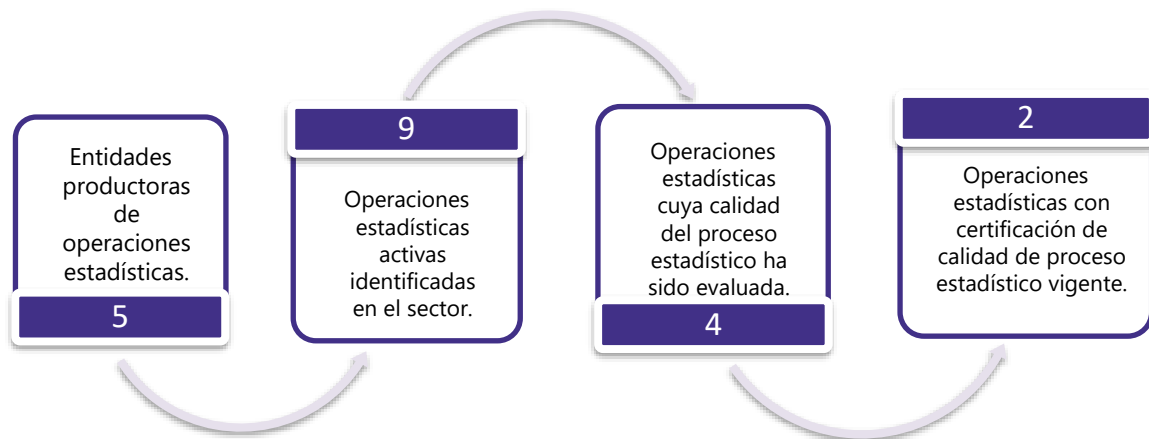 Entidades
productoras
de
operaciones
estadísticas.
5
9
Operaciones
estadísticas
activas
identificadas
en el sector.
Operaciones
estadísticas
cuya calidad
del proceso
estadístico ha
sido evaluada.
4
2
Operaciones
estadísticas con
certificación de
calidad de proceso
estadístico vigente.